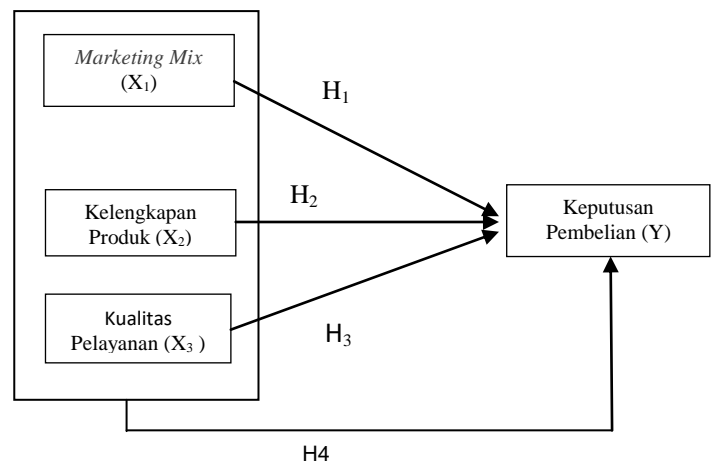 Marketing Mix
(X₁)
H₁
Kelengkapan
Produk (X₂)
H₂
Keputusan
Pembelian (Y)
Kualitas
Pelayanan (X₃ )
H₃
H4